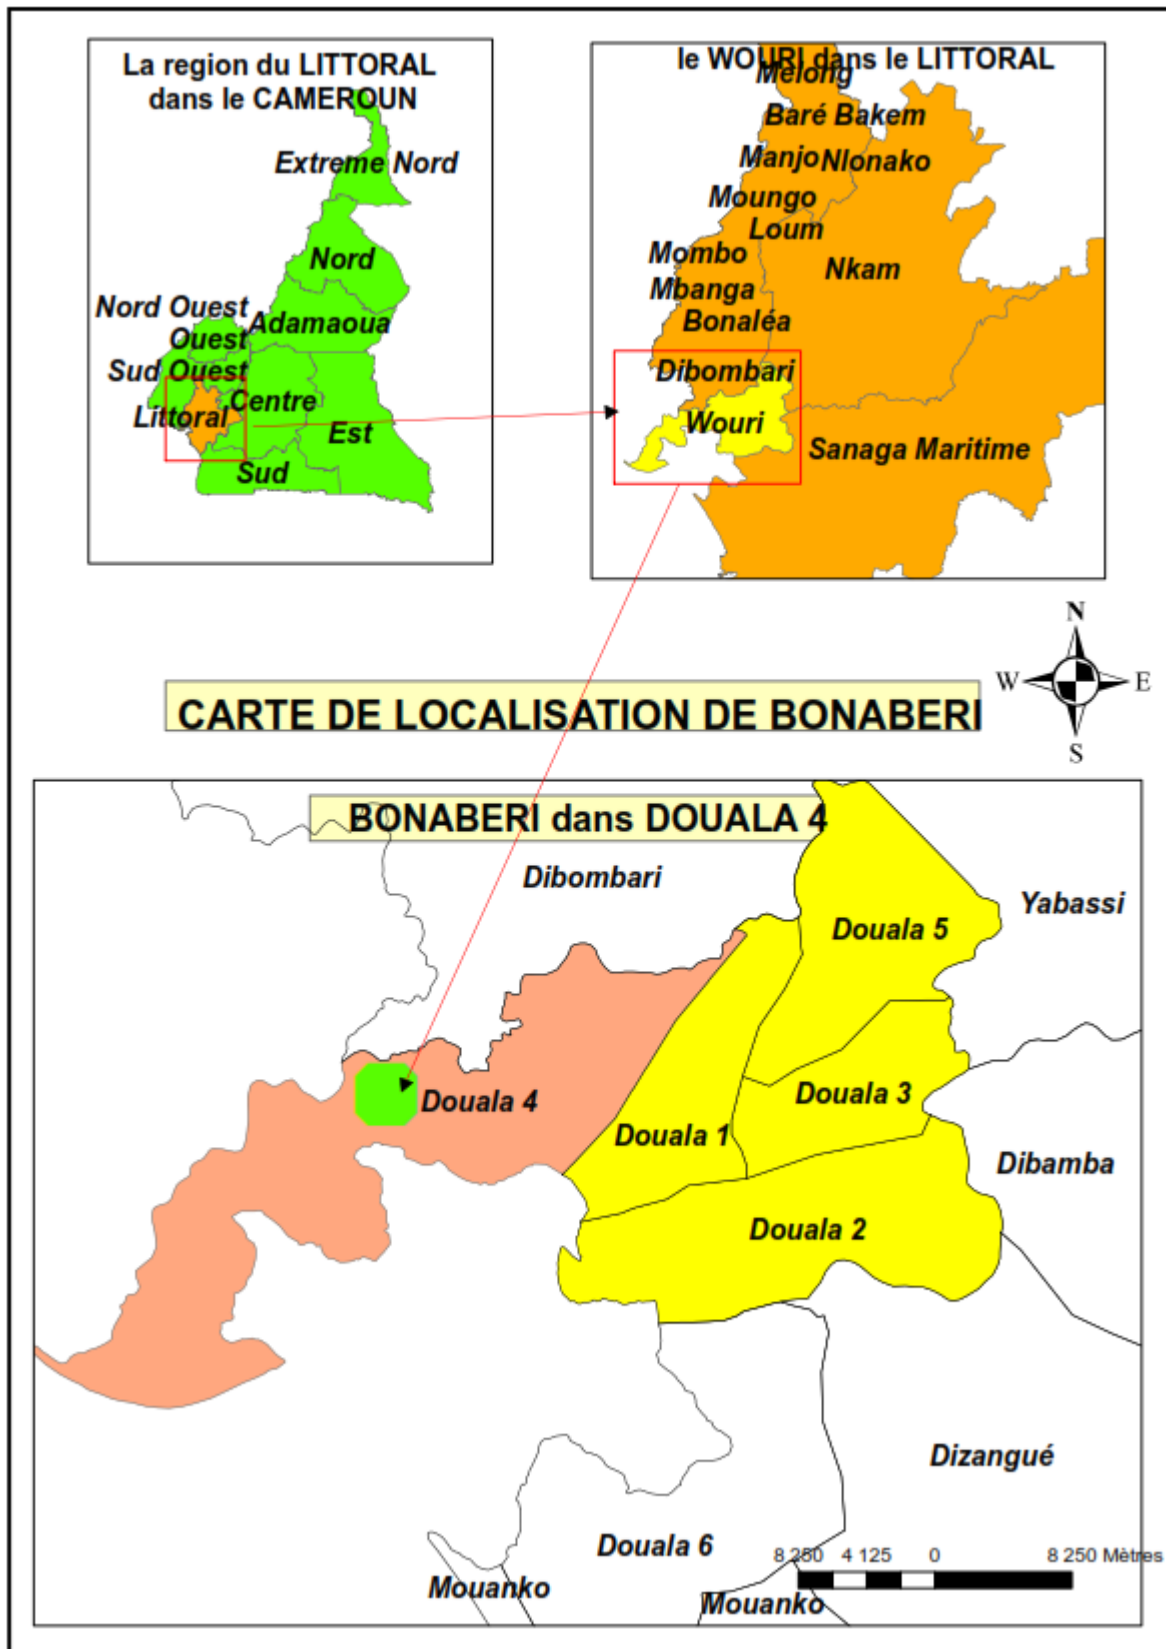 La region du LITTORAL
dans le CAMEROUN
Extreme Nord
Nord
Nord Ouest
Adamaoua
Ouest
Sud Ouest
Centre
Littoral
Est
Sud
le WOURI dans le LITTORAL
Melong
Baré Bakem
Manjo
Nlonako
Moungo
Loum
Mombo
Nkam
Mbanga
Bonaléa
Dibombari
Wouri
Sanaga Maritime
N
W
E
S
CARTE DE LOCALISATION DE BONABERI
BONABERI dans DOUALA 4
Dibombari
Yabassi
Douala 5
Douala 4
Douala 3
Douala 1
Dibamba
Douala 2
Dizangué
Douala 6
8 250 4 125 0 8 250 Mètres
Mouanko
Mouanko